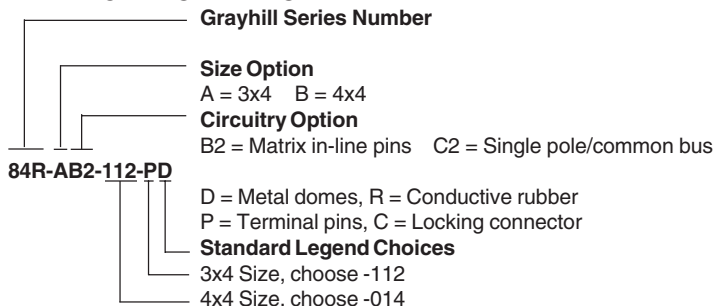 Grayhill Series Number
Size Option
A = 3x4 B = 4x4
Circuitry Option
B2 = Matrix in-line pins C2 = Single pole/common bus
84R-AB2-112-PD
D = Metal domes, R = Conductive rubber
P = Terminal pins, C = Locking connector
Standard Legend Choices
3x4 Size, choose -112
4x4 Size, choose -014